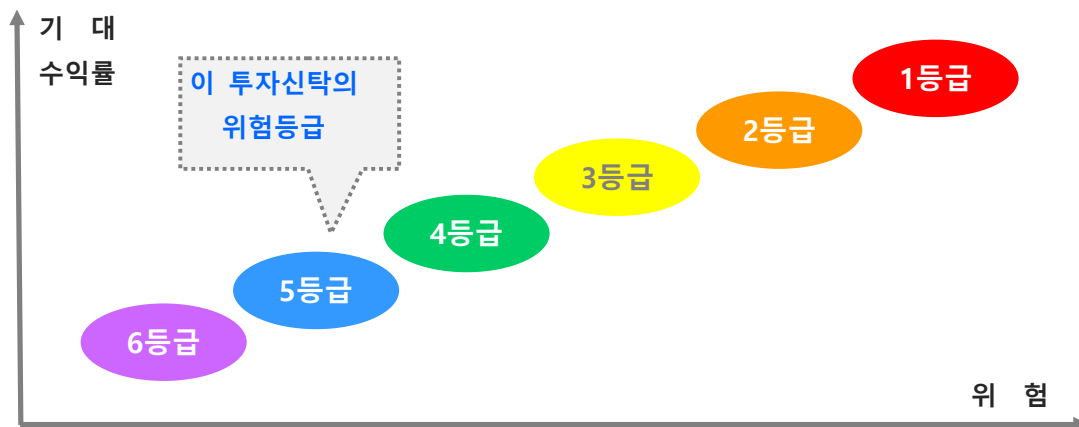 기 대
수익률
이 투자신탁의
위험등급
1등급
2등급
3등급
4등급
5등급
6등급
위 험